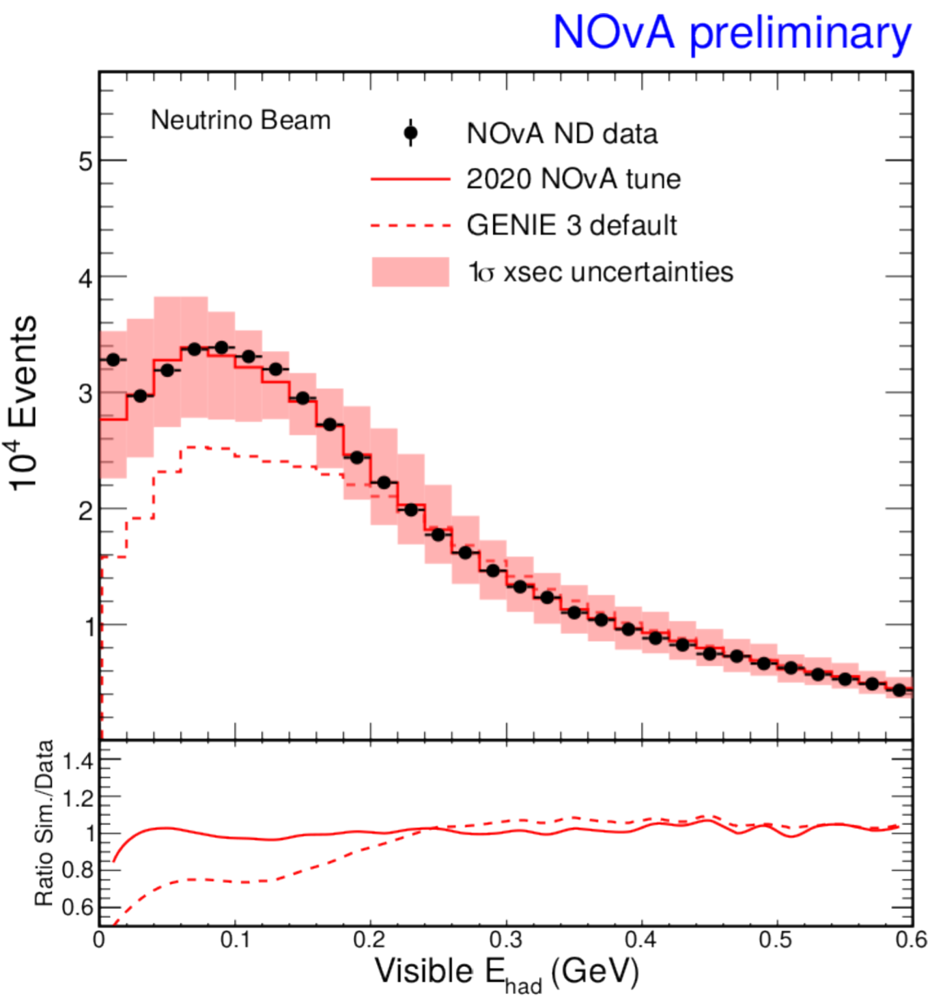 NOvA preliminary
Neutrino Beam
NOvA ND data
2020 NOvA tune
GENIE 3 default
1σ xsec uncertainties
5
4
3
2
1
10⁴ Events
1.4
1.2
1
0.8
0.6
Ratio Sim./Data
0 0.1 0.2 0.3 0.4 0.5 0.6
Visible E_had (GeV)